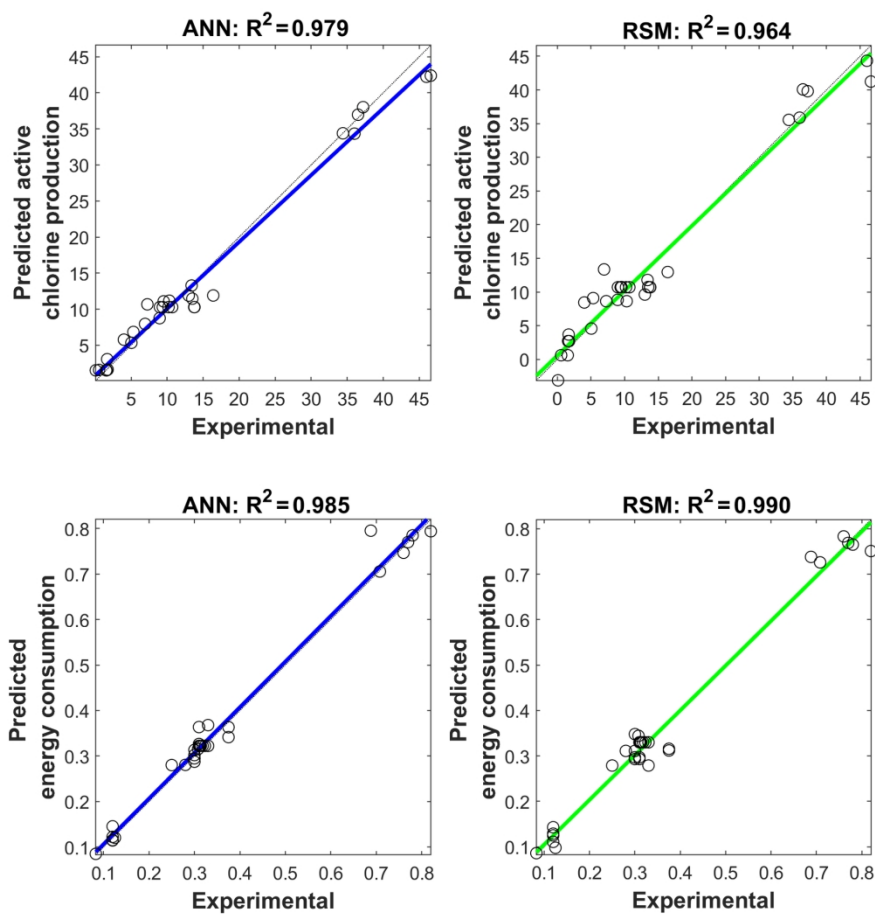 ANN: R²=0.979
Predicted active
chlorine production
45
40
35
30
25
20
15
10
5
5 10 15 20 25 30 35 40 45
Experimental
RSM: R²=0.964
Predicted active
chlorine production
45
40
35
30
25
20
15
10
5
0
0 5 10 15 20 25 30 35 40 45
Experimental
ANN: R²=0.985
Predicted
energy consumption
0.8
0.7
0.6
0.5
0.4
0.3
0.2
0.1
0.1 0.2 0.3 0.4 0.5 0.6 0.7 0.8
Experimental
RSM: R²=0.990
Predicted
energy consumption
0.8
0.7
0.6
0.5
0.4
0.3
0.2
0.1
0.1 0.2 0.3 0.4 0.5 0.6 0.7 0.8
Experimental